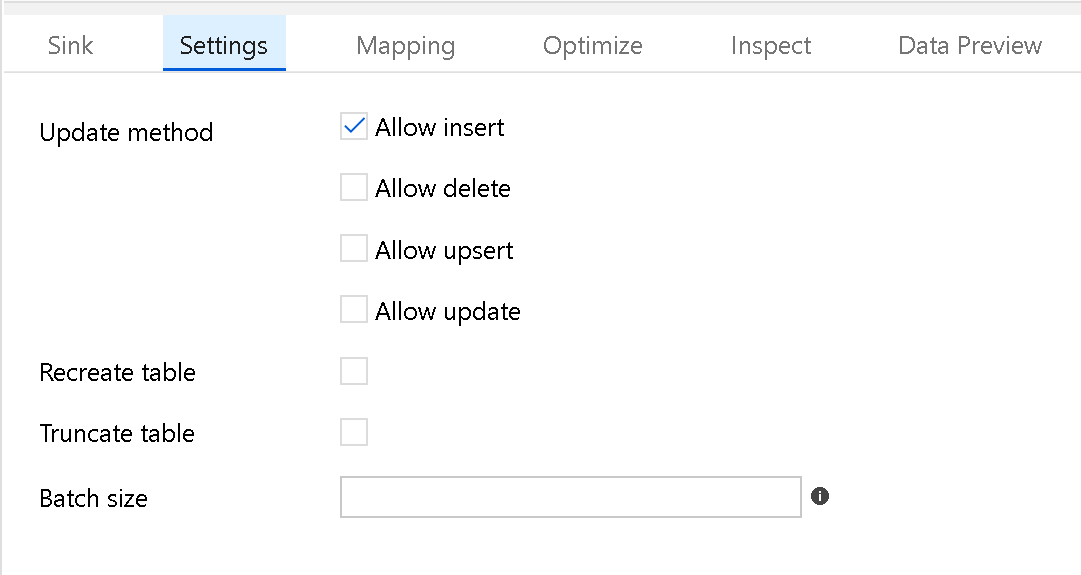 Sink Settings Mapping Optimize Inspect Data Preview
Update method Allow insert
Allow delete
Allow upsert
Allow update
Recreate table
Truncate table
Batch size i